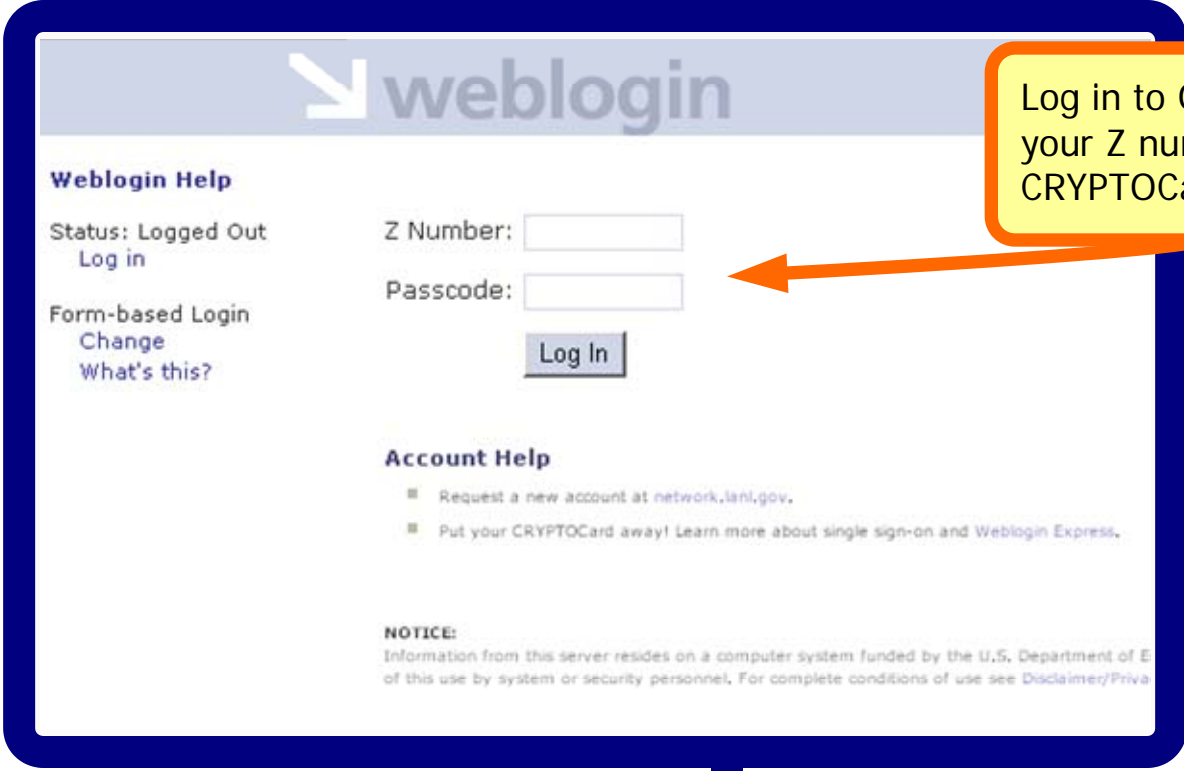 weblogin
Log in to
your Z
Weblogin Help
Status: Logged Out
Log in
Form-based Login
Change
What's this?
Z Number:
Passcode:
Log In
Account Help
Request a new account at network.lanl.gov.
Put your CRYPTOCard away! Learn more about single sign-on and Weblogin Express.
NOTICE:
Information from this server resides on a computer system funded by the U.S. Department of
of this use by system or security personnel. For complete conditions of use see Disclaimer/